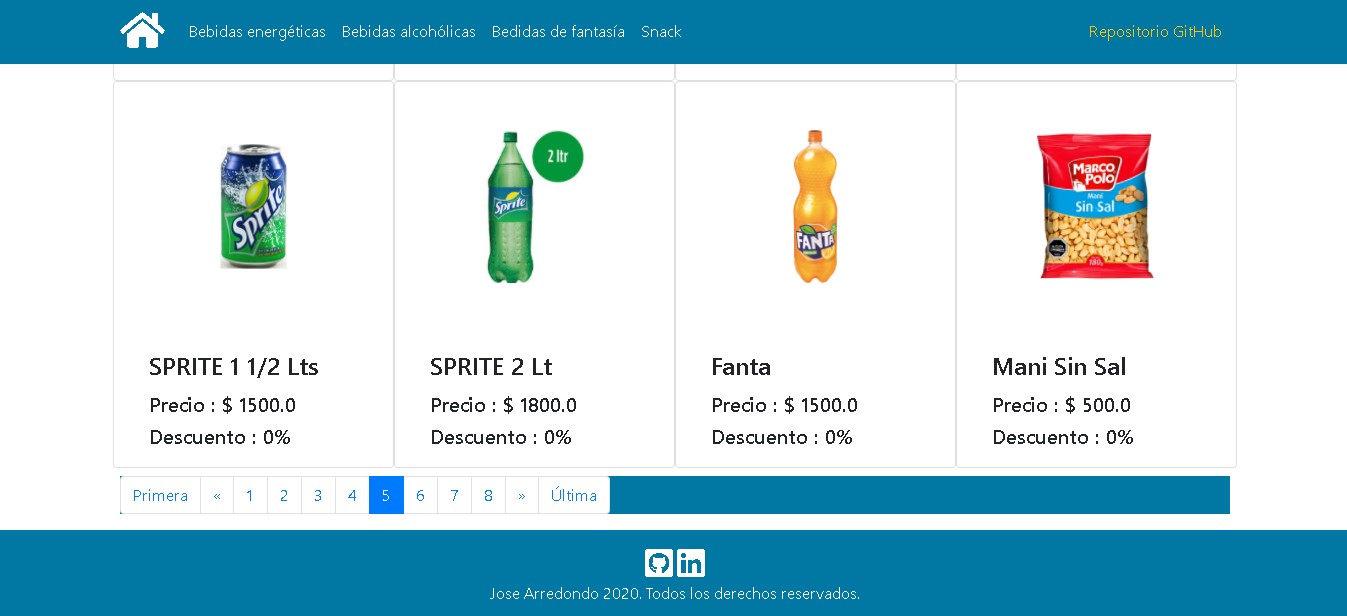 Bebidas energéticas Bebidas alcohólicas Bedidas de fantasía Snack Repositorio GitHub
Sprite
2 ltr
Sprite
FANTA
MARCO
POLO
Maní
Sin Sal
180g
SPRITE 1 1/2 Lts SPRITE 2 Lt Fanta Mani Sin Sal
Precio : $ 1500.0 Precio : $ 1800.0 Precio : $ 1500.0 Precio : $ 500.0
Descuento : 0% Descuento : 0% Descuento : 0% Descuento : 0%
Primera « 1 2 3 4 5 6 7 8 » Última
in
Jose Arredondo 2020. Todos los derechos reservados.